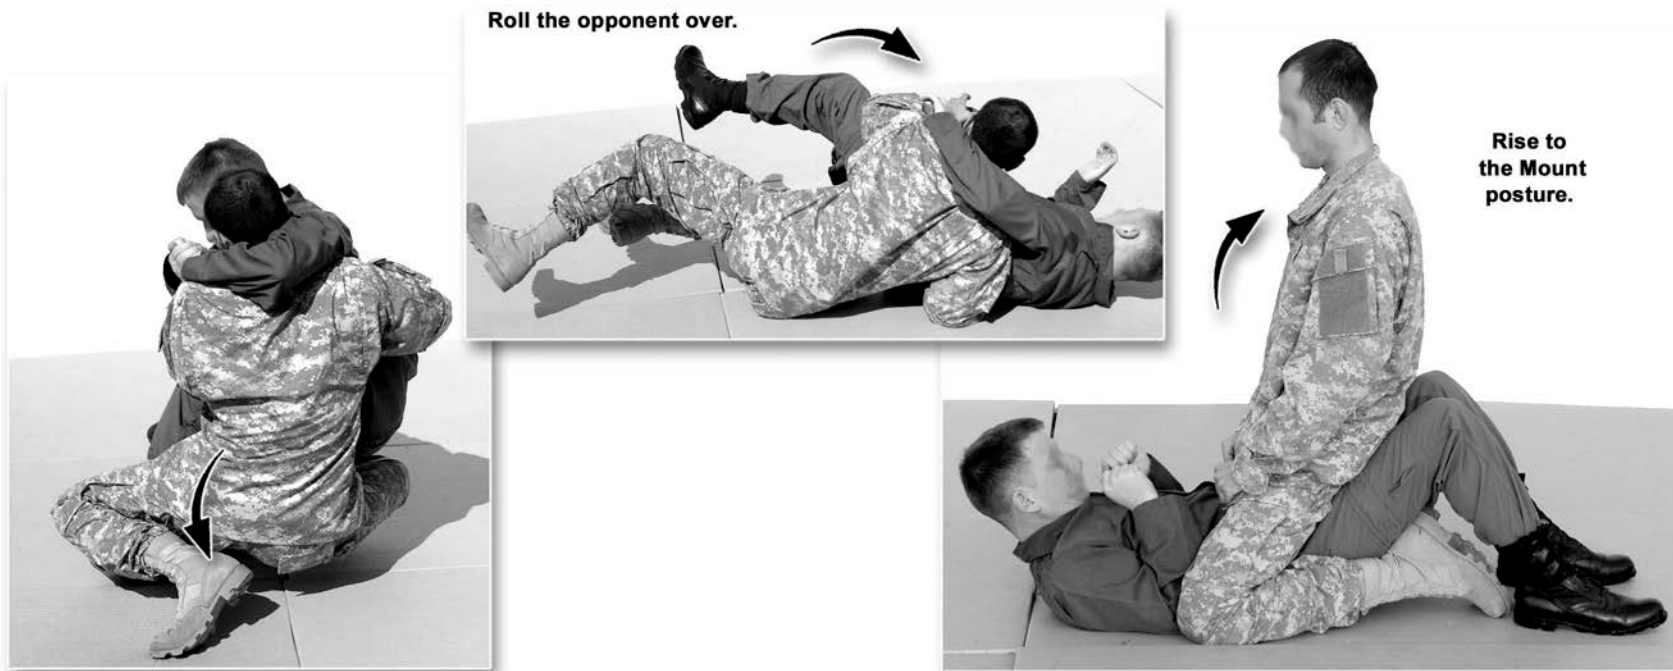 Roll the opponent over.
Rise to
the Mount
posture.